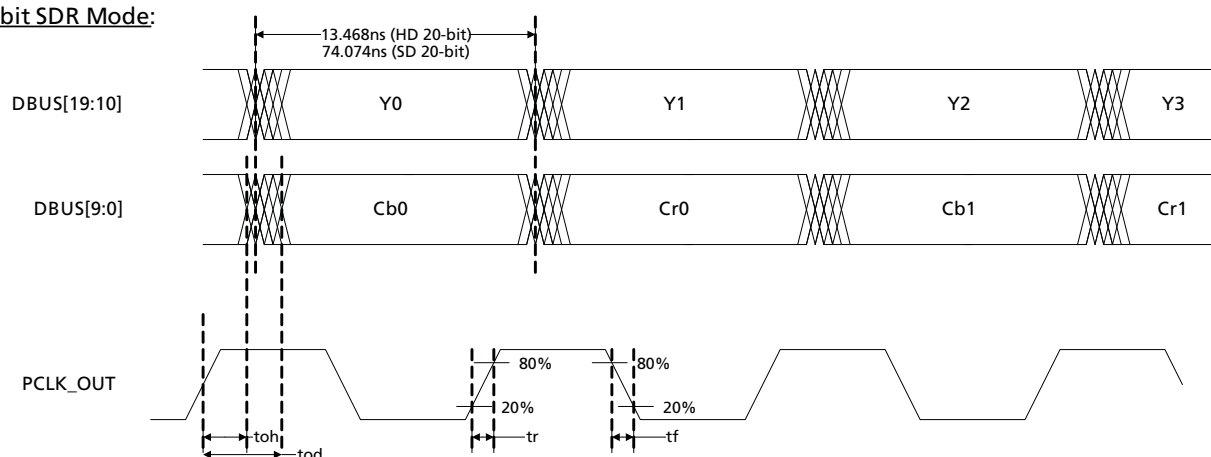 bit SDR Mode:
13.468ns (HD 20-bit)
74.074ns (SD 20-bit)
DBUS[19:10]
Y0
Y1
Y2
Y3
DBUS[9:0]
Cb0
Cr0
Cb1
Cr1
PCLK_OUT
80%
80%
20%
20%
toh
tr
tf
tod